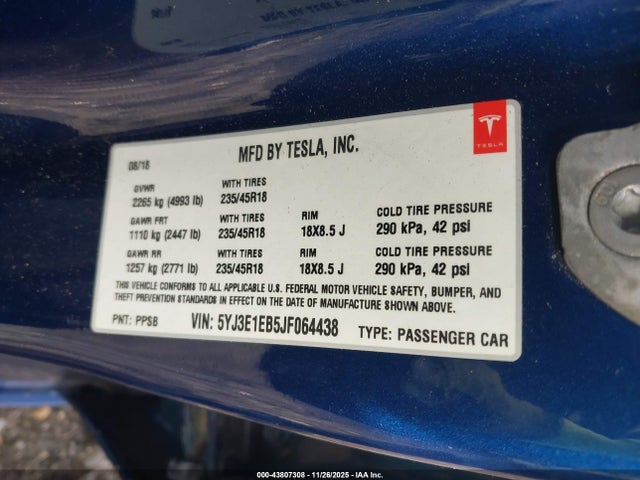 MFD BY TESLA, INC.
TESLA
08/18
GVWR
2265 kg (4993 lb)
WITH TIRES
235/45R18
GAWR FRT
1110 kg (2447 lb)
WITH TIRES
235/45R18
RIM
18X8.5 J
COLD TIRE PRESSURE
290 kPa, 42 psi
GAWR RR
1257 kg (2771 lb)
WITH TIRES
235/45R18
RIM
18X8.5 J
COLD TIRE PRESSURE
290 kPa, 42 psi
THIS VEHICLE CONFORMS TO ALL APPLICABLE U.S. FEDERAL MOTOR VEHICLE SAFETY, BUMPER, AND
THEFT PREVENTION STANDARDS IN EFFECT ON THE DATE OF MANUFACTURE SHOWN ABOVE.
PNT: PPSB
VIN: 5YJ3E1EB5JF064438
TYPE: PASSENGER CAR
000-43807308 - 11/26/2025 - IAA Inc.